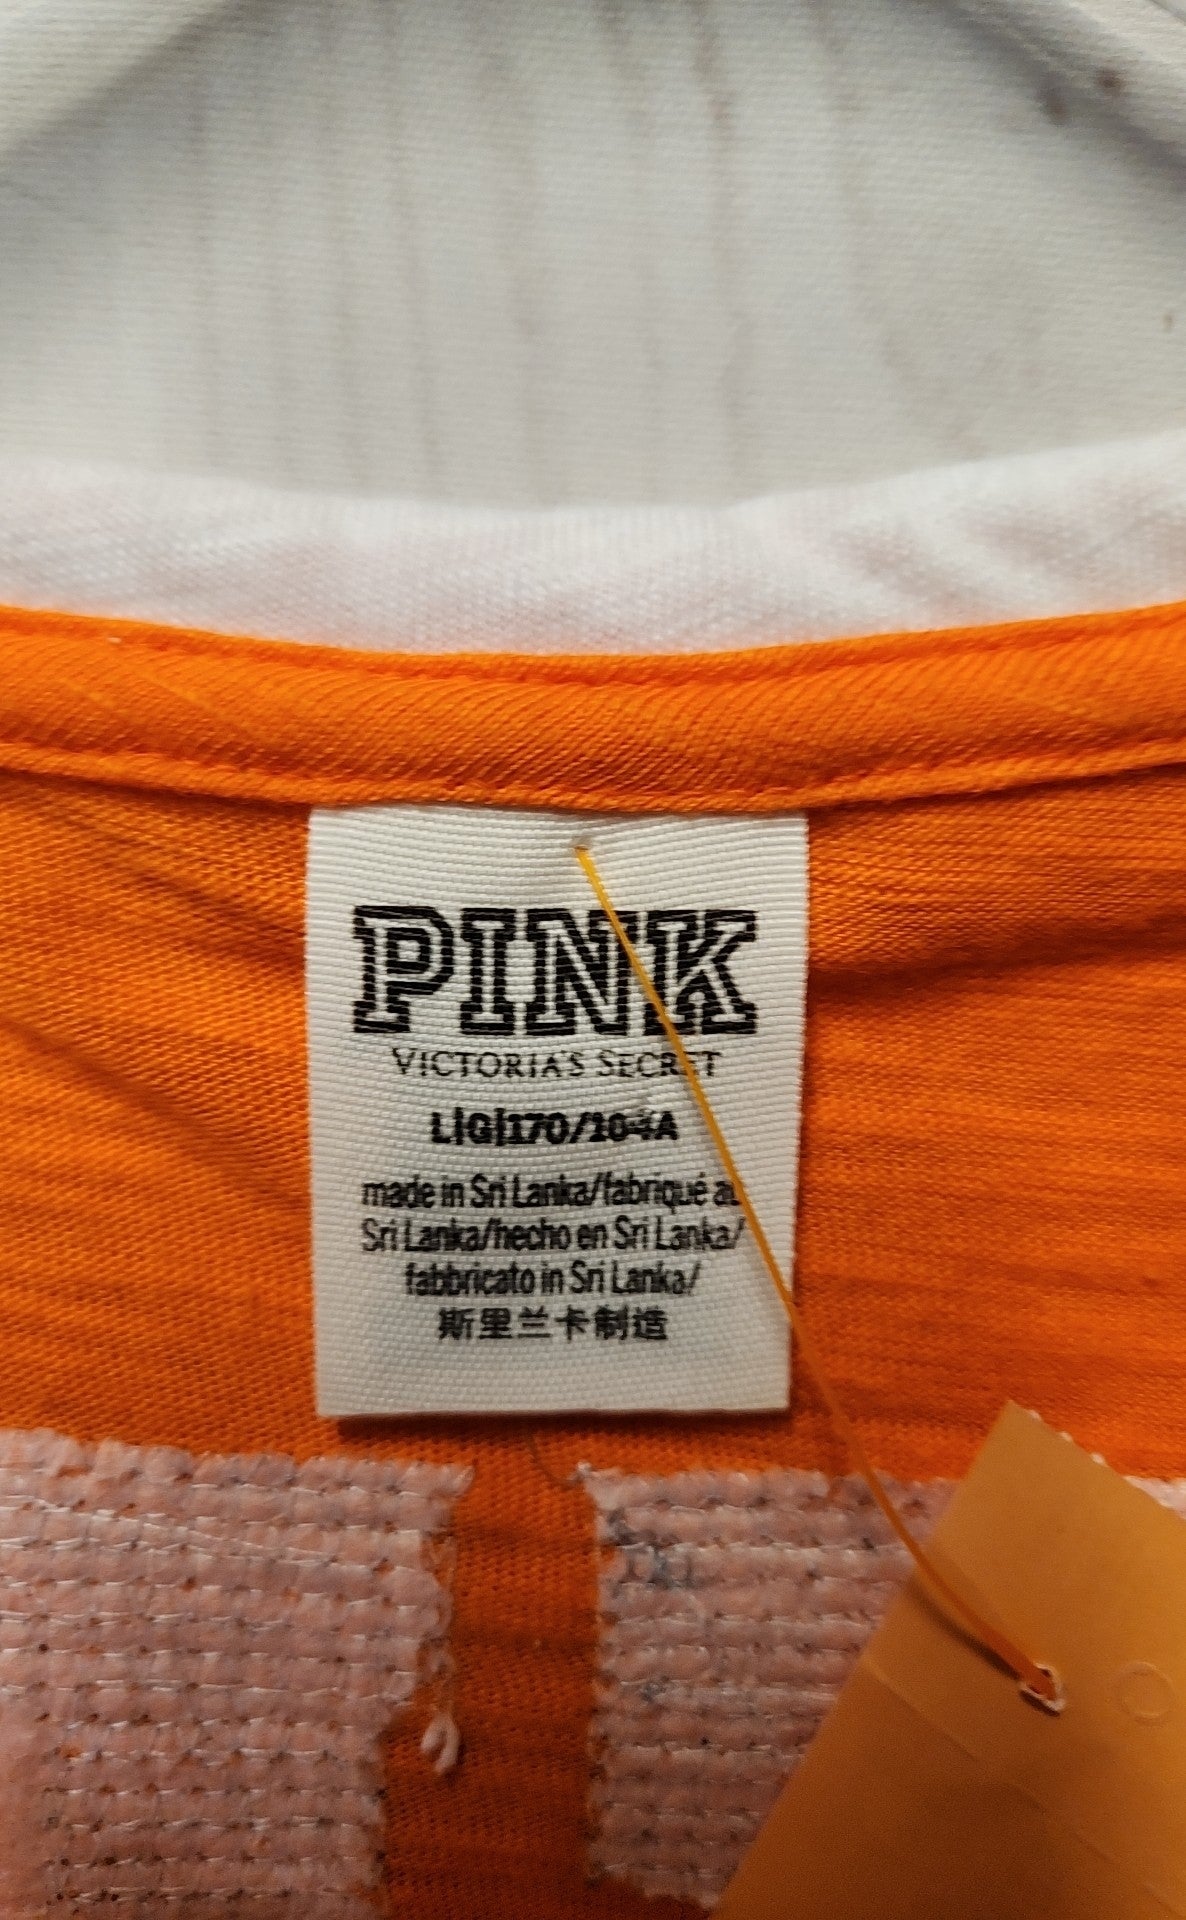 PINK
VICTORIA'S SECRET
L|G|170/104A
made in Sri Lanka/fabriqué au
Sri Lanka/hecho en Sri Lanka/
fabbricato in Sri Lanka/
斯里兰卡制造